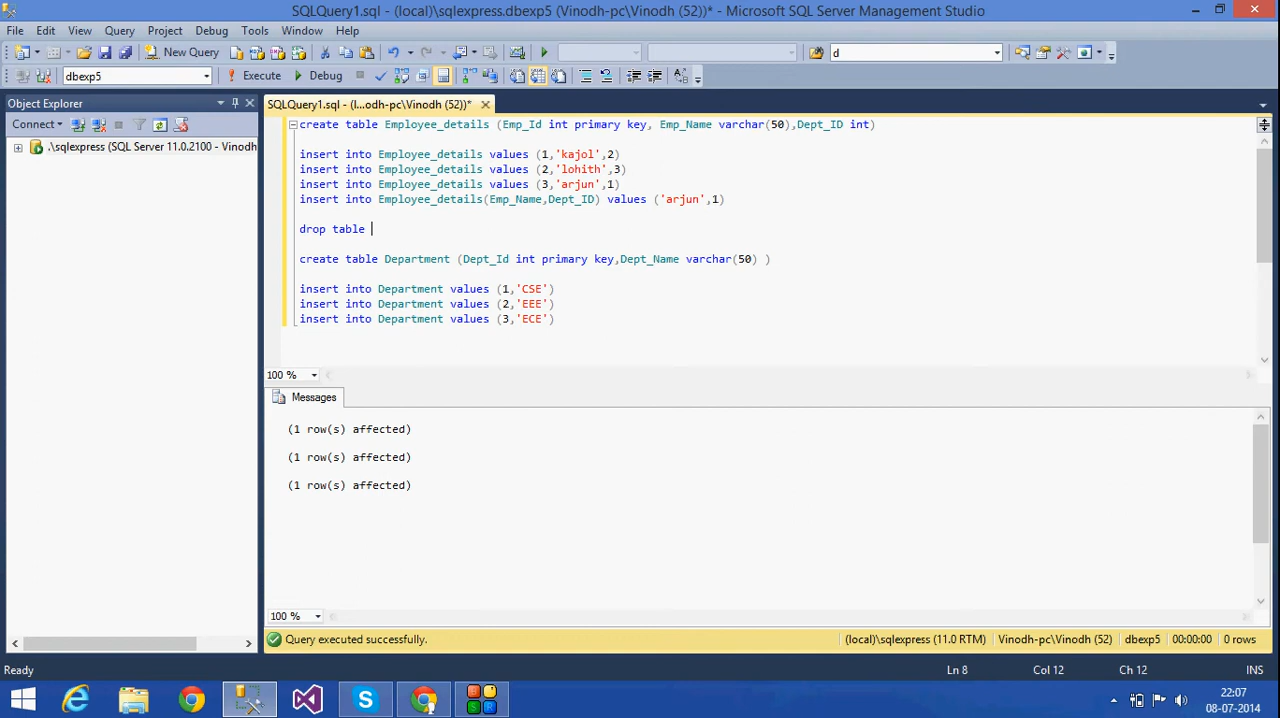 SQLQuery1.sql - (local)\sqlexpress.dbexp5 (Vinodh-pc\Vinodh (52))* - Microsoft SQL Server Management Studio
File Edit View Query Project Debug Tools Window Help
New Query d
dbexp5 Execute Debug
Object Explorer
Connect
.\sqlexpress (SQL Server 11.0.2100 - Vinodh
SQLQuery1.sql - (l...odh-pc\Vinodh (52))*
create table Employee_details (Emp_Id int primary key, Emp_Name varchar(50),Dept_ID int)
insert into Employee_details values (1,'kajol',2)
insert into Employee_details values (2,'lohith',3)
insert into Employee_details values (3,'arjun',1)
insert into Employee_details(Emp_Name,Dept_ID) values ('arjun',1)
drop table
create table Department (Dept_Id int primary key,Dept_Name varchar(50) )
insert into Department values (1,'CSE')
insert into Department values (2,'EEE')
insert into Department values (3,'ECE')
100 %
Messages
(1 row(s) affected)
(1 row(s) affected)
(1 row(s) affected)
100 %
Query executed successfully. (local)\sqlexpress (11.0 RTM) Vinodh-pc\Vinodh (52) dbexp5 00:00:00 0 rows
Ready Ln 8 Col 12 Ch 12 INS
22:07
08-07-2014